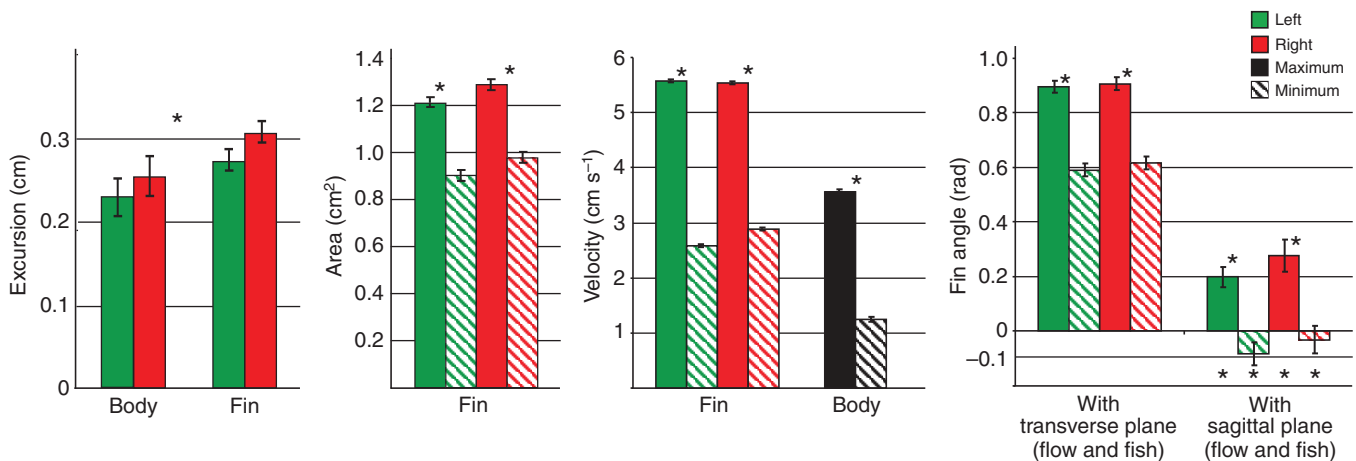 Excursion (cm)
0.3
0.2
0.1
0
*
Body
Fin
Area (cm²)
1.4
1.2
1.0
0.8
0.6
0.4
0.2
*
*
Fin
Velocity (cm s⁻¹)
6
5
4
3
2
1
*
*
*
Fin
Body
Fin angle (rad)
1.0
0.8
0.6
0.4
0.2
0
–0.1
*
*
*
*
* * * *
With
transverse plane
(flow and fish)
With
sagittal plane
(flow and fish)
Left
Right
Maximum
Minimum